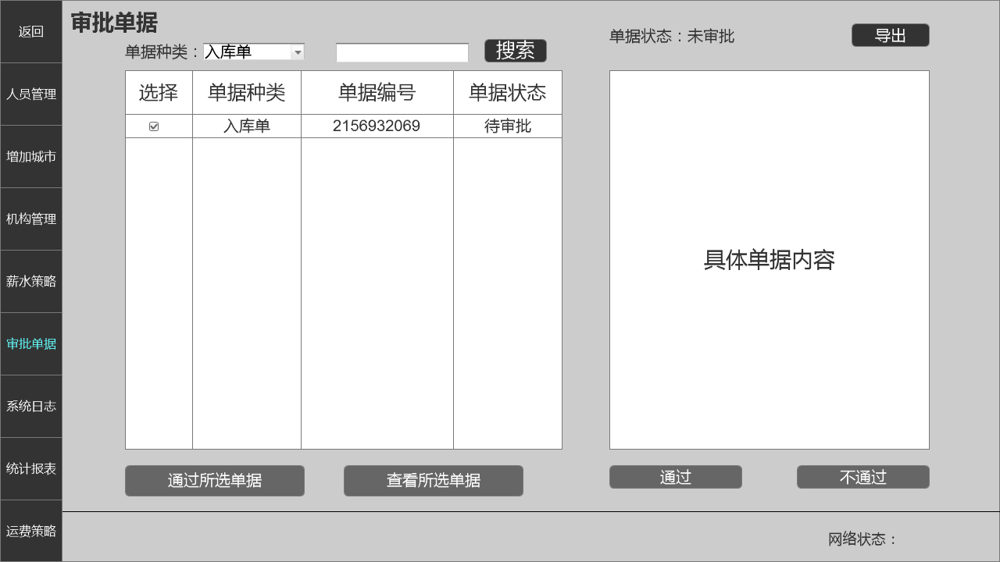 返回
人员管理
增加城市
机构管理
薪水策略
审批单据
系统日志
统计报表
运费策略
审批单据
单据种类：入库单 搜索
选择 单据种类 单据编号 单据状态
入库单 2156932069 待审批
通过所选单据 查看所选单据
单据状态：未审批 导出
具体单据内容
通过 不通过
网络状态：